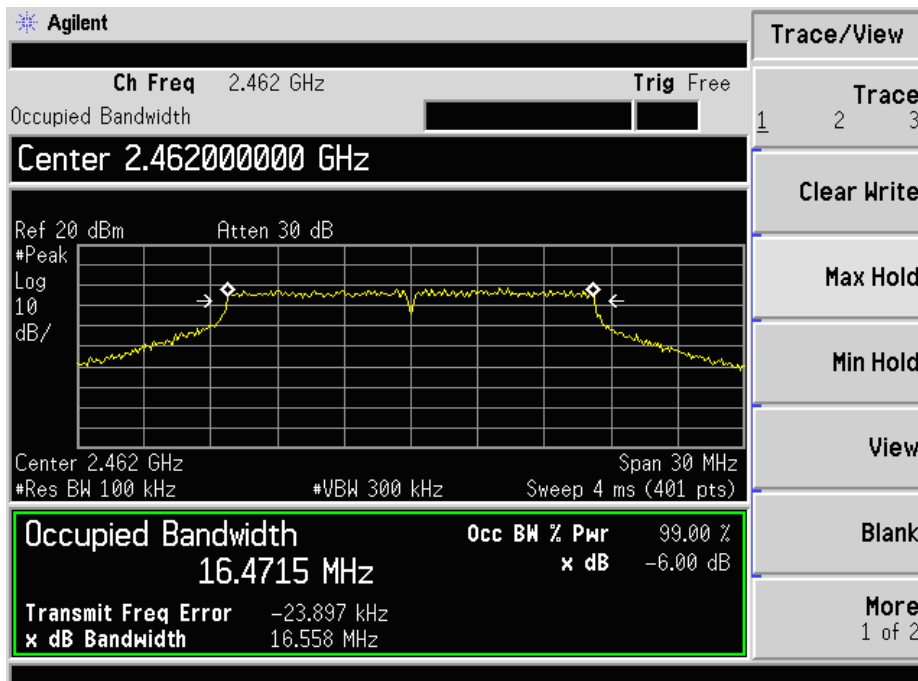 Agilent
Trace/View
Ch Freq 2.462 GHz Trig Free
Occupied Bandwidth
Trace
1 2 3
Center 2.462000000 GHz
Clear Write
Ref 20 dBm Atten 30 dB
#Peak
Log
10
dB/
Max Hold
Min Hold
View
Center 2.462 GHz Span 30 MHz
#Res BW 100 kHz #VBW 300 kHz Sweep 4 ms (401 pts)
Occupied Bandwidth Occ BW % Pwr 99.00 %
16.4715 MHz x dB -6.00 dB
Blank
Transmit Freq Error -23.897 kHz
x dB Bandwidth 16.558 MHz
More
1 of 2